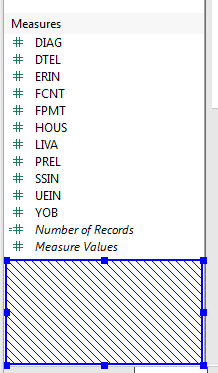 Measures
DIAG
DTEL
ERIN
FCNT
FPMT
HOUS
LIVA
PREL
SSIN
UEIN
YOB
Number of Records
Measure Values